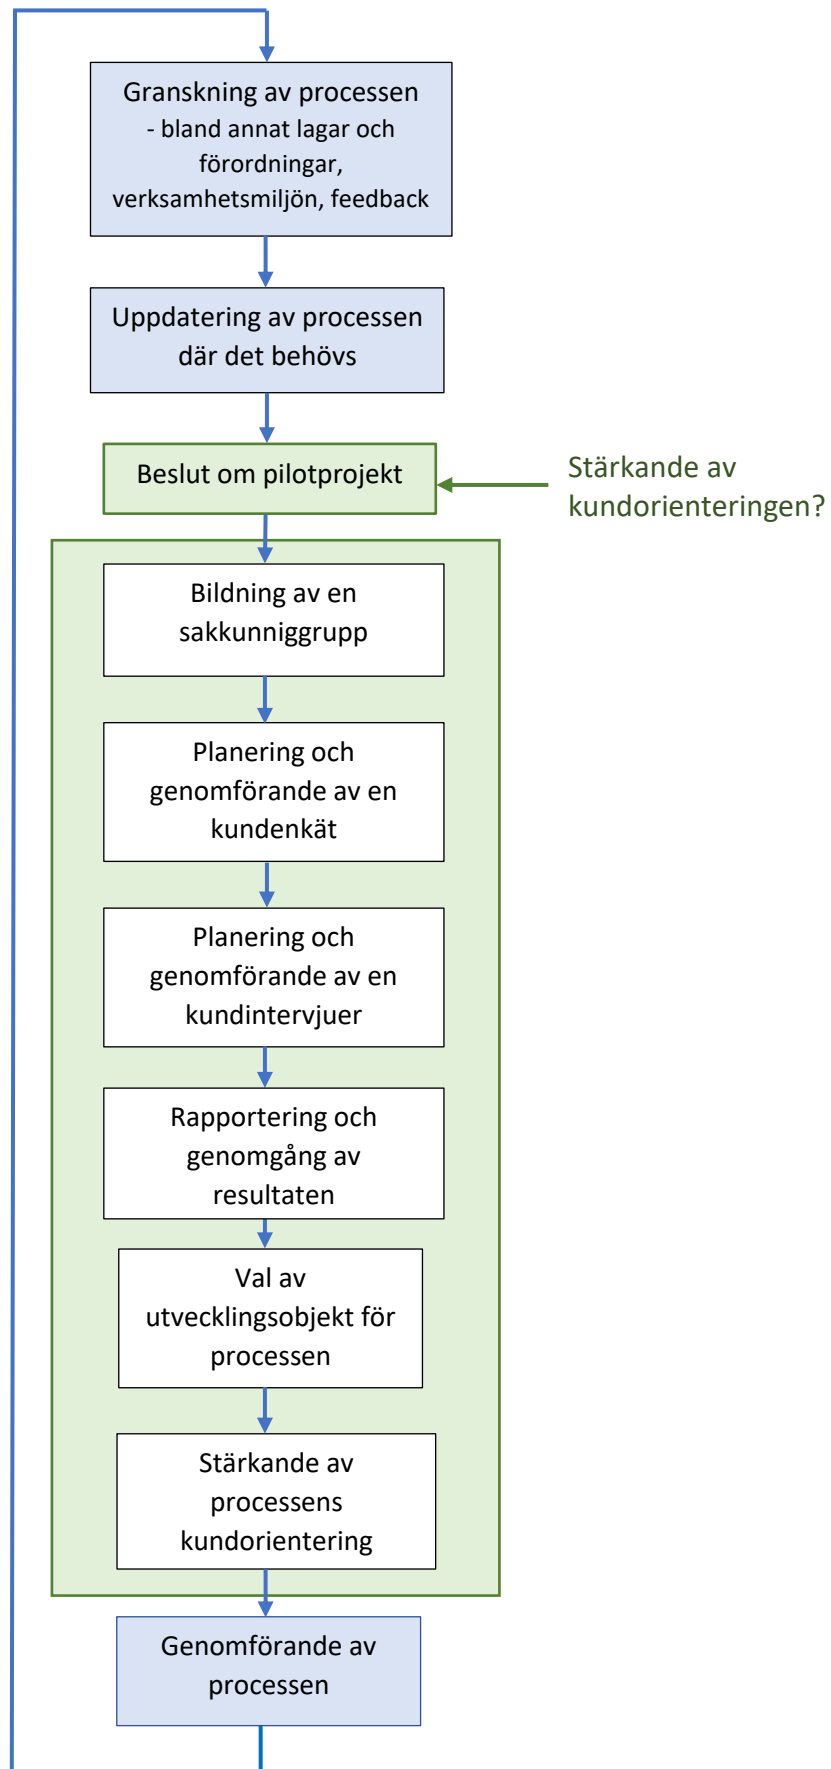 Granskning av processen
- bland annat lagar och
förordningar,
verksamhetsmiljön, feedback
Uppdatering av processen
där det behövs
Beslut om pilotprojekt
Stärkande av
kundorienteringen?
Bildning av en
sakkunniggrupp
Planering och
genomförande av en
kundenkät
Planering och
genomförande av en
kundintervjuer
Rapportering och
genomgång av
resultaten
Val av
utvecklingsobjekt för
processen
Stärkande av
processens
kundorientering
Genomförande av
processen